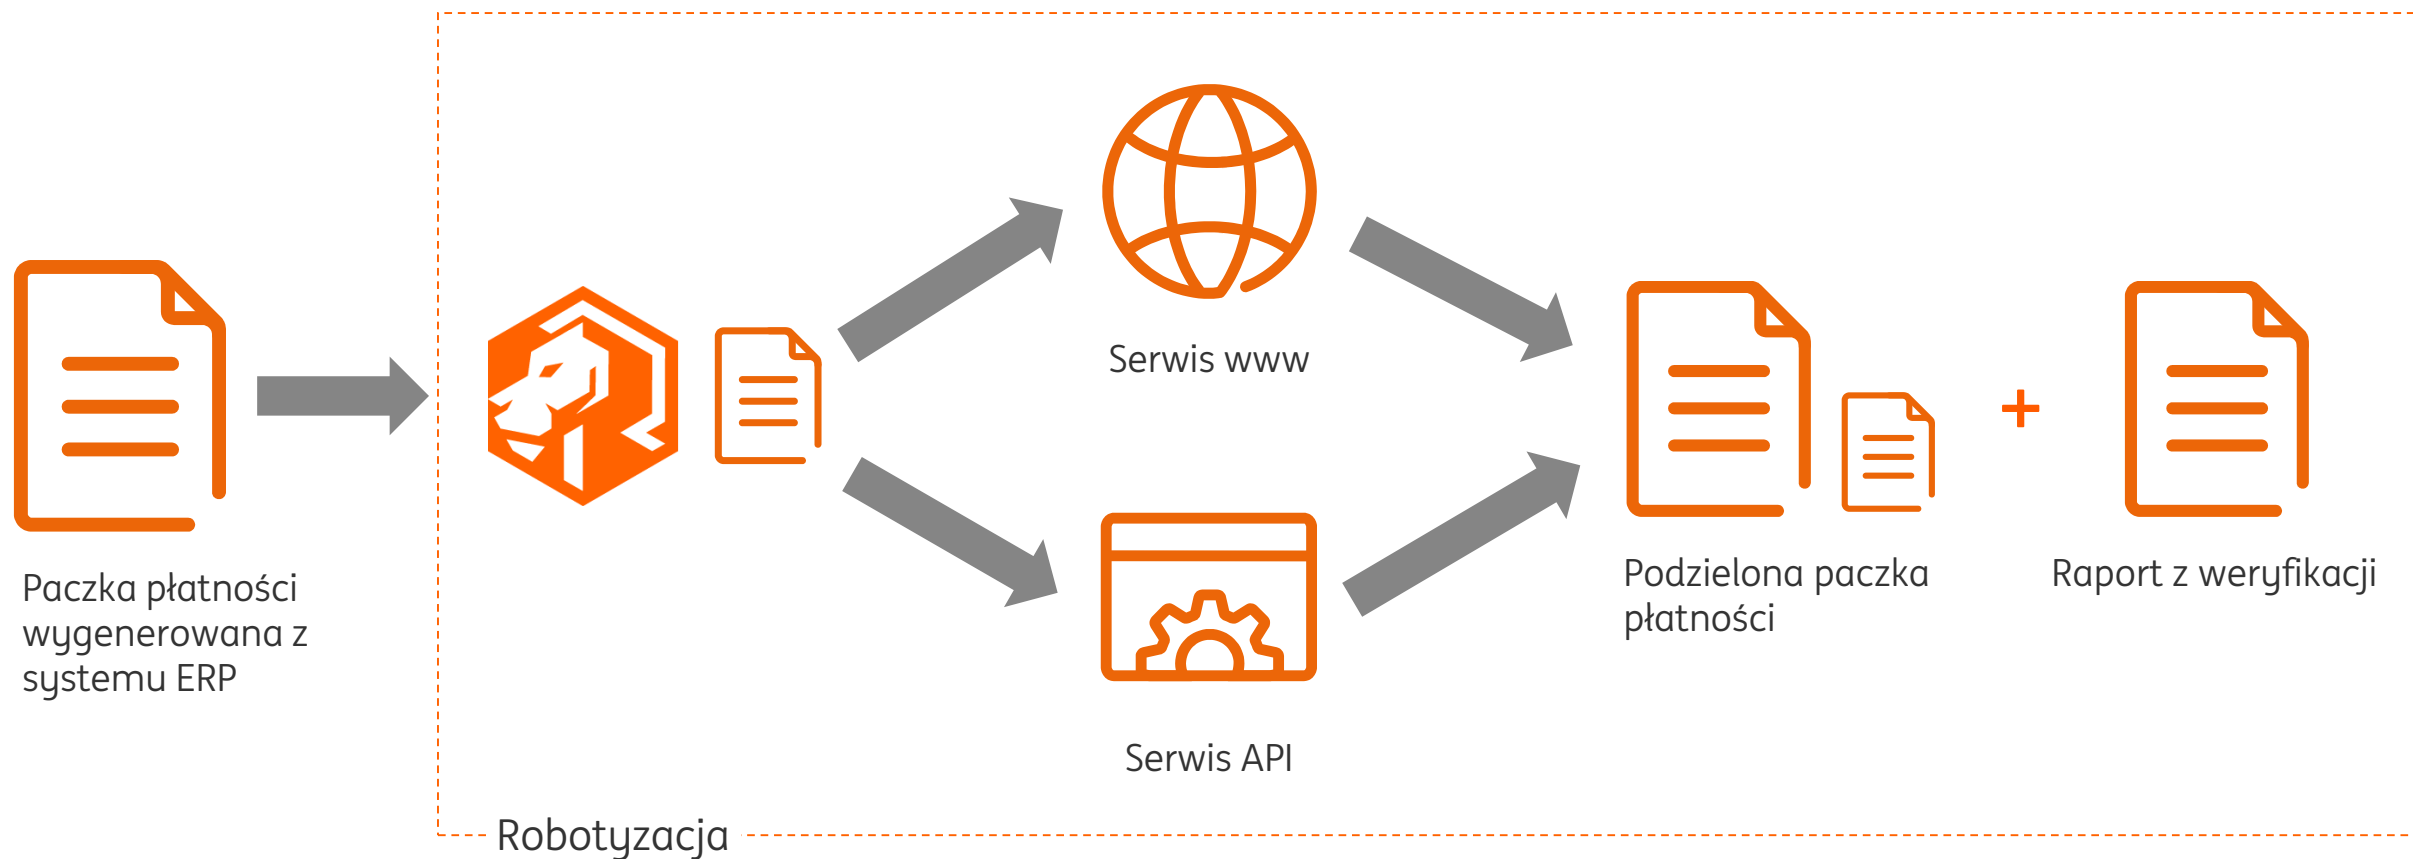 Paczka płatności
wygenerowana z
systemu ERP
Serwis www
Serwis API
Podzielona paczka
płatności
+
Raport z weryfikacji
Robotyzacja